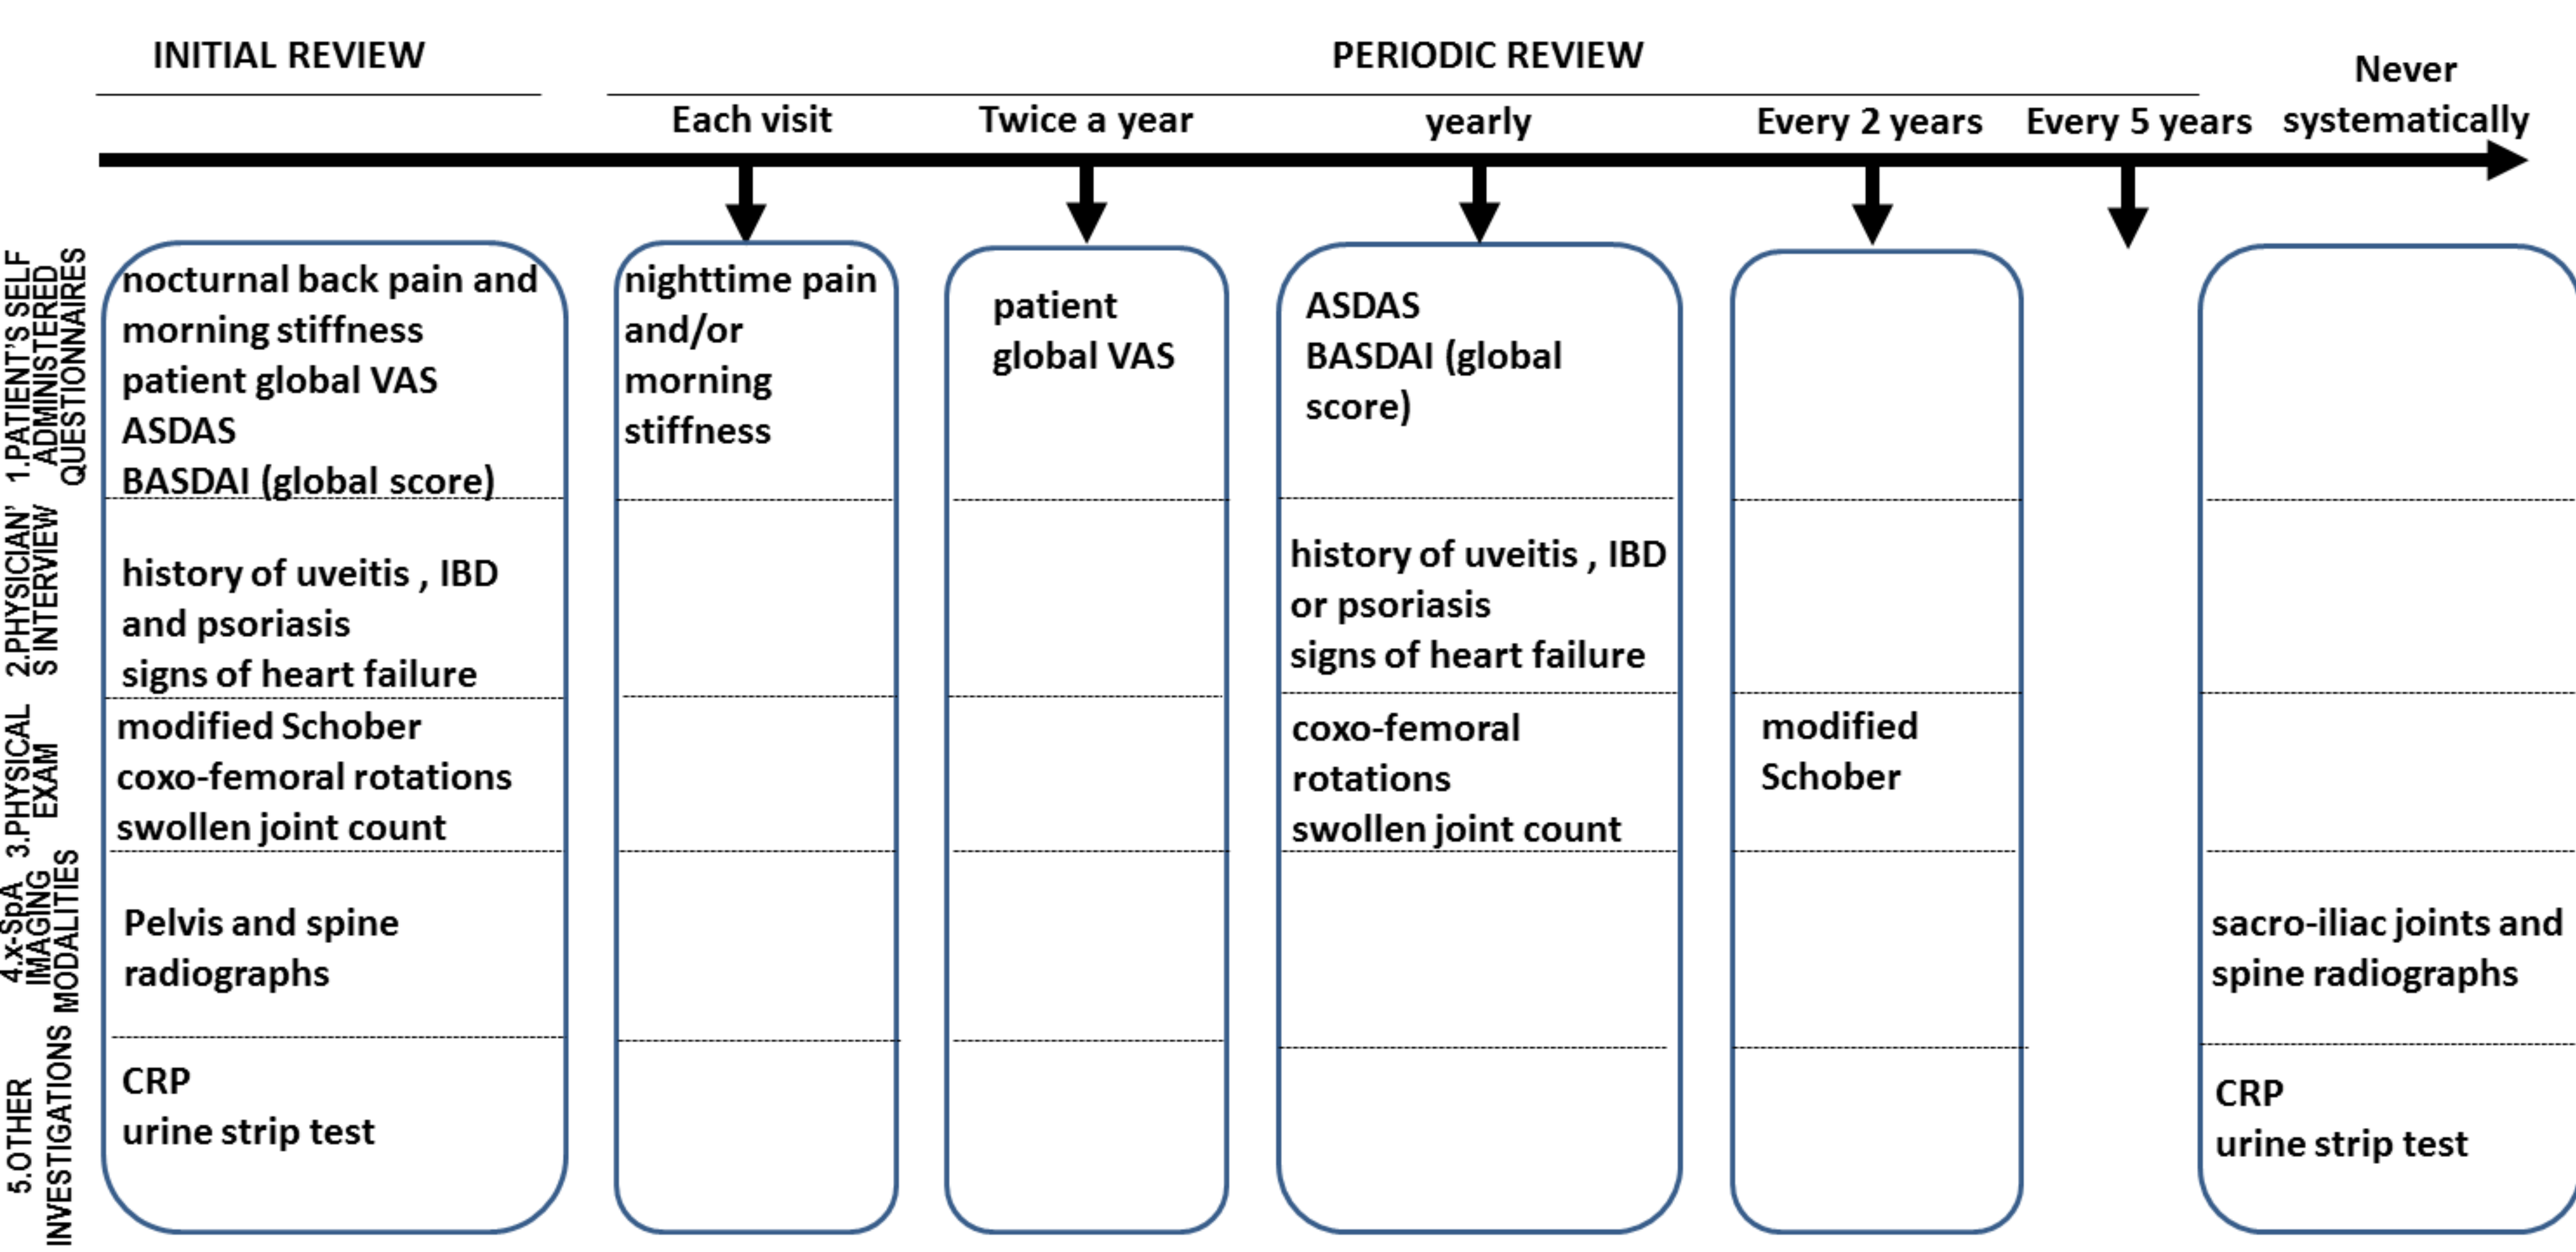 INITIAL REVIEW
PERIODIC REVIEW
Never
systematically
Each visit
Twice a year
yearly
Every 2 years
Every 5 years
1.PATIENT'S SELF
ADMINISTERED
QUESTIONNAIRES
nocturnal back pain and
morning stiffness
patient global VAS
ASDAS
BASDAI (global score)
nighttime pain
and/or
morning
stiffness
patient
global VAS
ASDAS
BASDAI (global
score)
2.PHYSICIAN'
S INTERVIEW
history of uveitis , IBD
and psoriasis
signs of heart failure
history of uveitis , IBD
or psoriasis
signs of heart failure
3.PHYSICAL
EXAM
modified Schober
coxo-femoral rotations
swollen joint count
coxo-femoral
rotations
swollen joint count
modified
Schober
4.x-SpA
IMAGING
MODALITIES
Pelvis and spine
radiographs
sacro-iliac joints and
spine radiographs
5.OTHER
INVESTIGATIONS
CRP
urine strip test
CRP
urine strip test